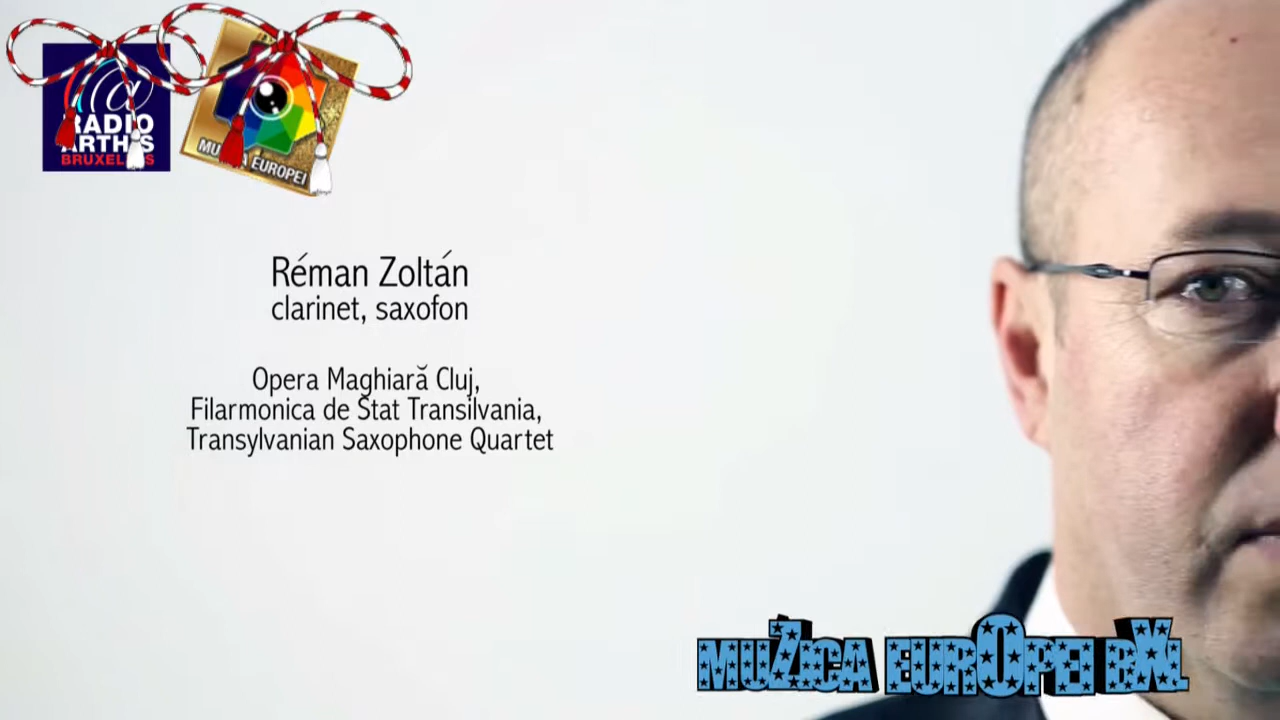 @
RADIO
ARTHIS
BRUXELLES
MUZICA EUROPEI
Réman Zoltán
clarinet, saxofon
Opera Maghiară Cluj,
Filarmonica de Stat Transilvania,
Transylvanian Saxophone Quartet
MUZICA EUROPEI BXL